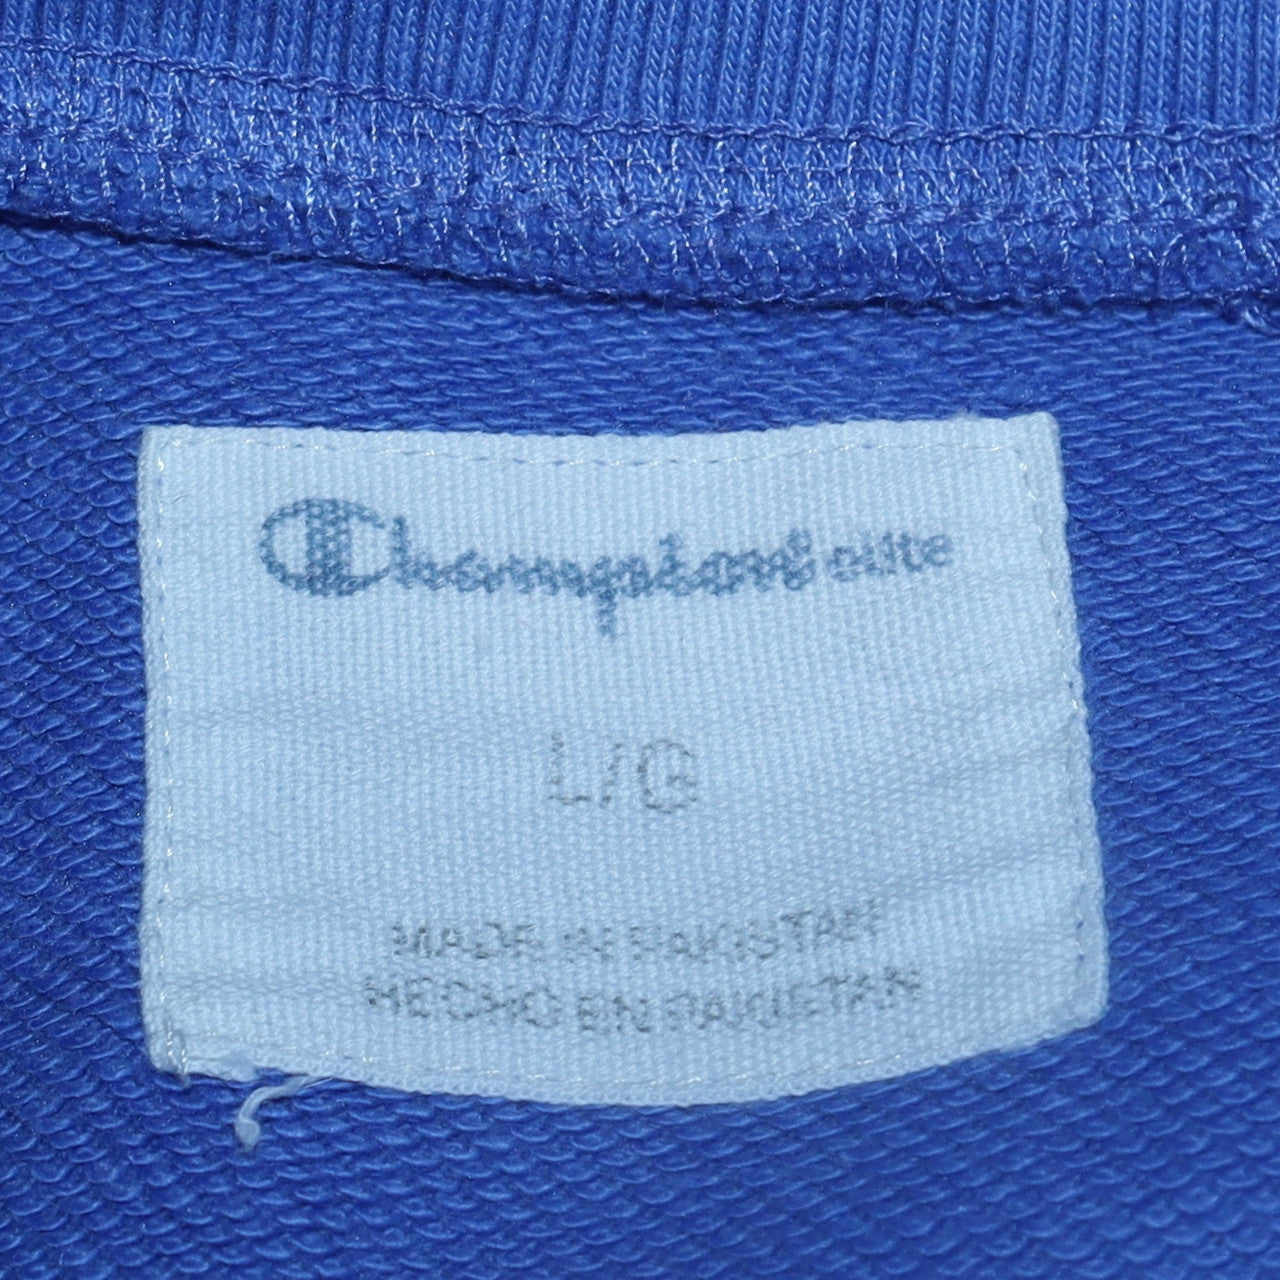 Champion elite
L/G
MADE IN PAKISTAN
HECHO EN PAKISTAN